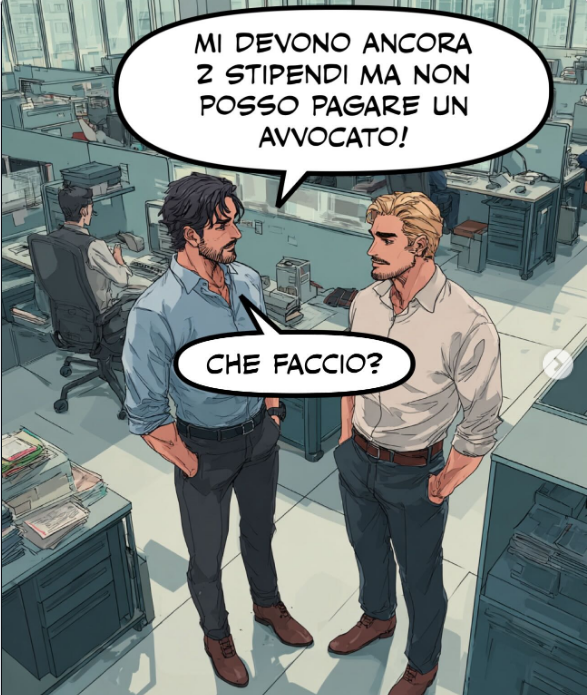 MI DEVONO ANCORA
2 STIPENDI MA NON
POSSO PAGARE UN
AVVOCATO!
CHE FACCIO?